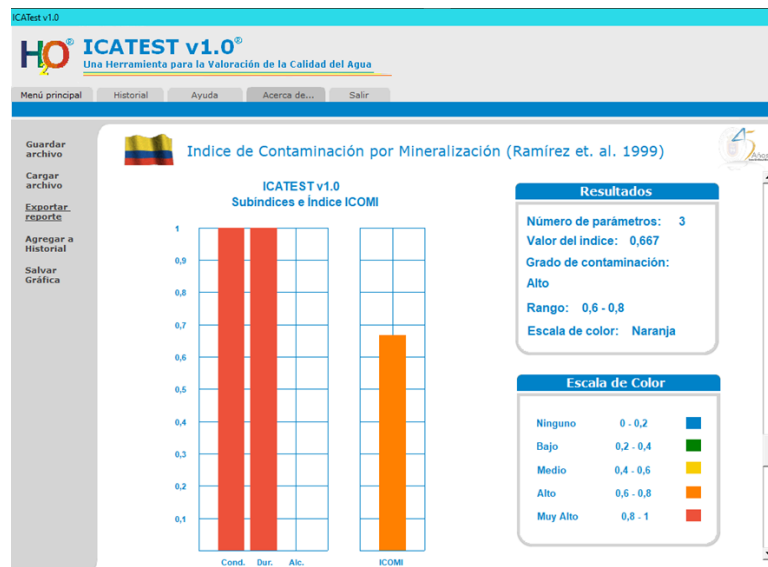 ICATest v1.0
H2O®
ICATEST v1.0®
Una Herramienta para la Valoración de la Calidad del Agua
Menú principal
Historial
Ayuda
Acerca de...
Salir
Guardar
archivo
Cargar
archivo
Exportar
reporte
Agregar a
Historial
Salvar
Gráfica
Indice de Contaminación por Mineralización (Ramírez et. al. 1999)
45
Años
ICATEST v1.0
Subíndices e Índice ICOMI
1
0,9
0,8
0,7
0,6
0,5
0,4
0,3
0,2
0,1
Cond. Dur. Alc.
ICOMI
Resultados
Número de parámetros: 3
Valor del índice: 0,667
Grado de contaminación:
Alto
Rango: 0,6 - 0,8
Escala de color: Naranja
Escala de Color
Ninguno 0 - 0,2
Bajo 0,2 - 0,4
Medio 0,4 - 0,6
Alto 0,6 - 0,8
Muy Alto 0,8 - 1